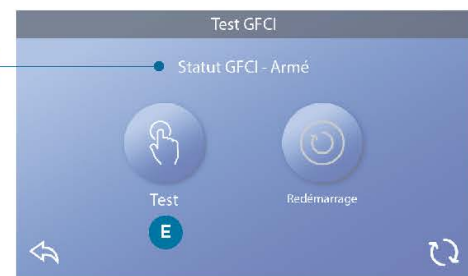 Test GFCI
Statut GFCI - Armé
Test
Redémarrage
E